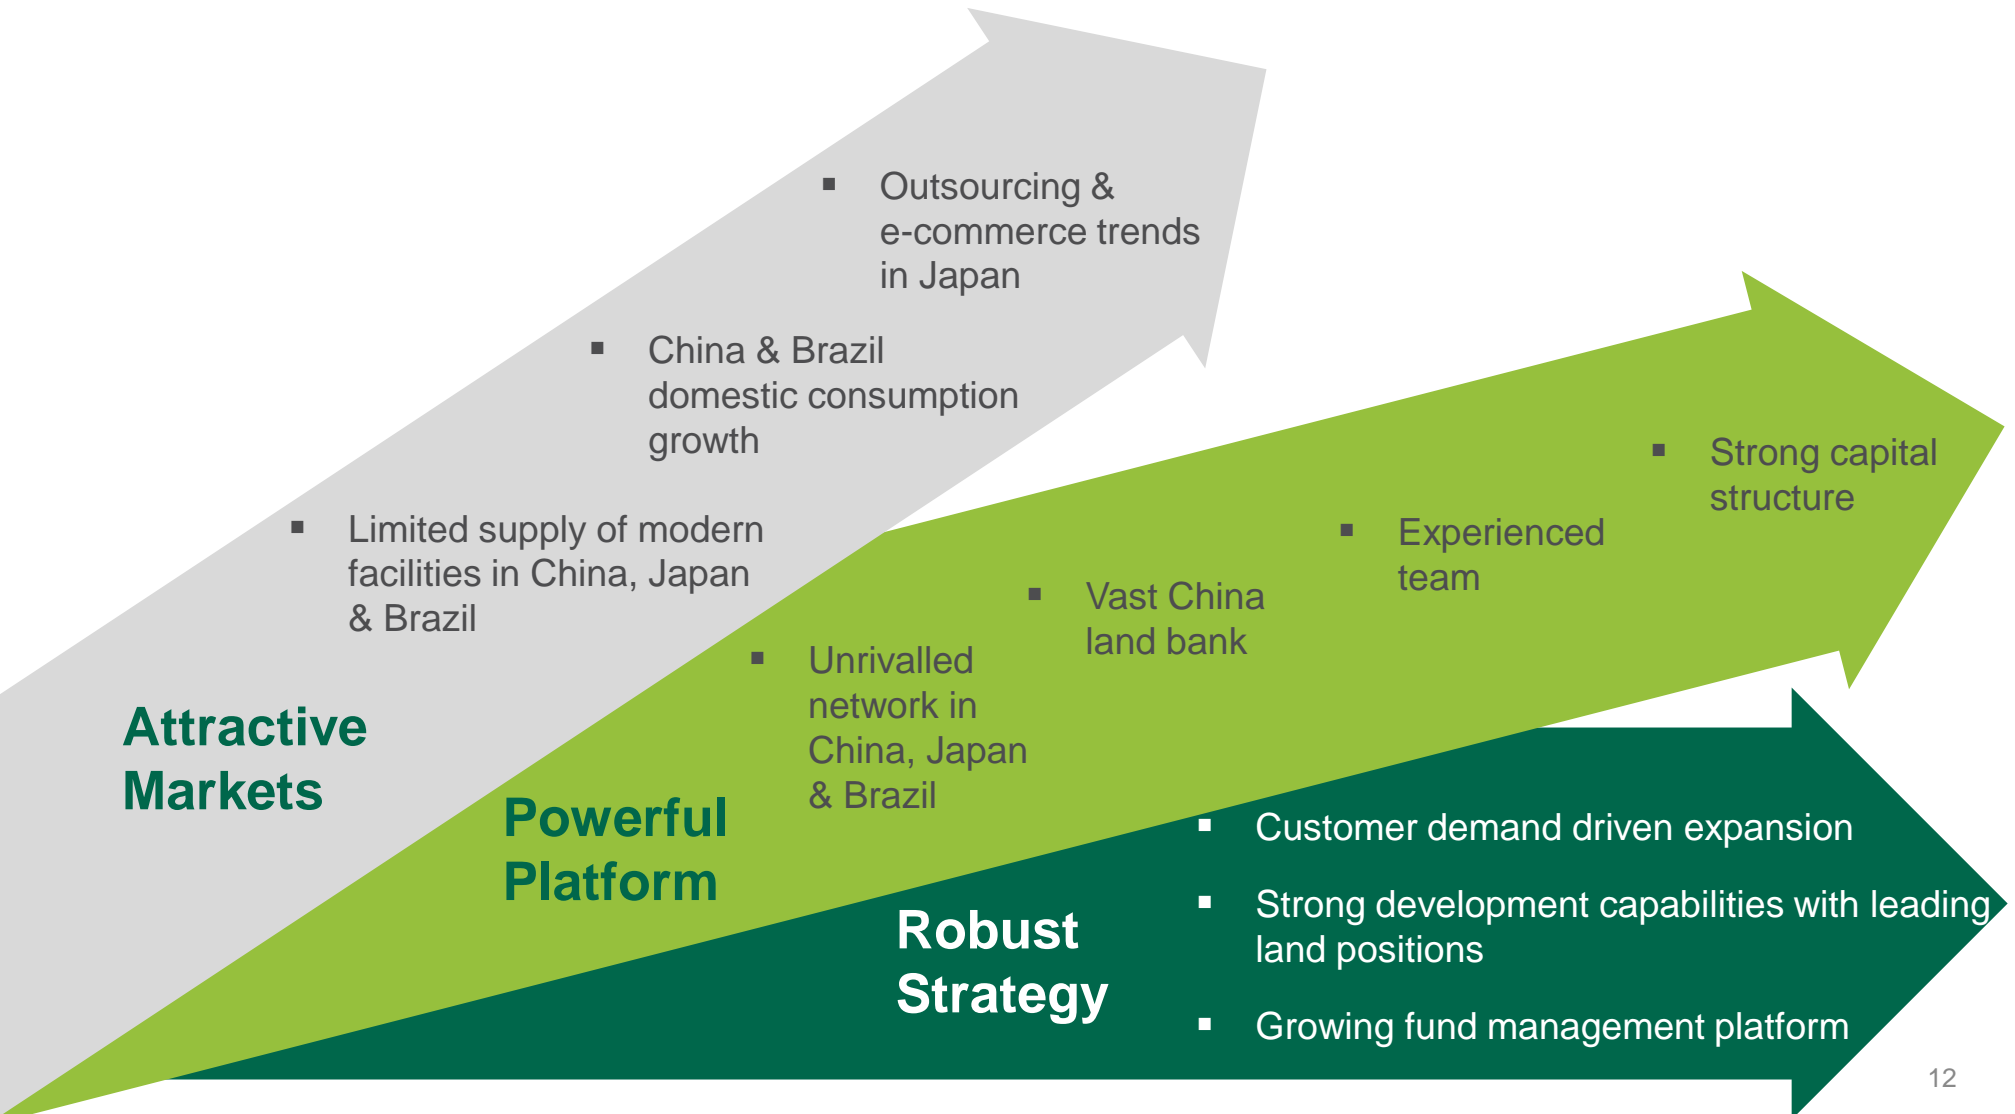 Attractive
Markets
▪ Limited supply of modern
facilities in China, Japan
& Brazil
▪ China & Brazil
domestic consumption
growth
▪ Outsourcing &
e-commerce trends
in Japan
Powerful
Platform
▪ Unrivalled
network in
China, Japan
& Brazil
▪ Vast China
land bank
▪ Experienced
team
▪ Strong capital
structure
Robust
Strategy
▪ Customer demand driven expansion
▪ Strong development capabilities with leading
land positions
▪ Growing fund management platform
12